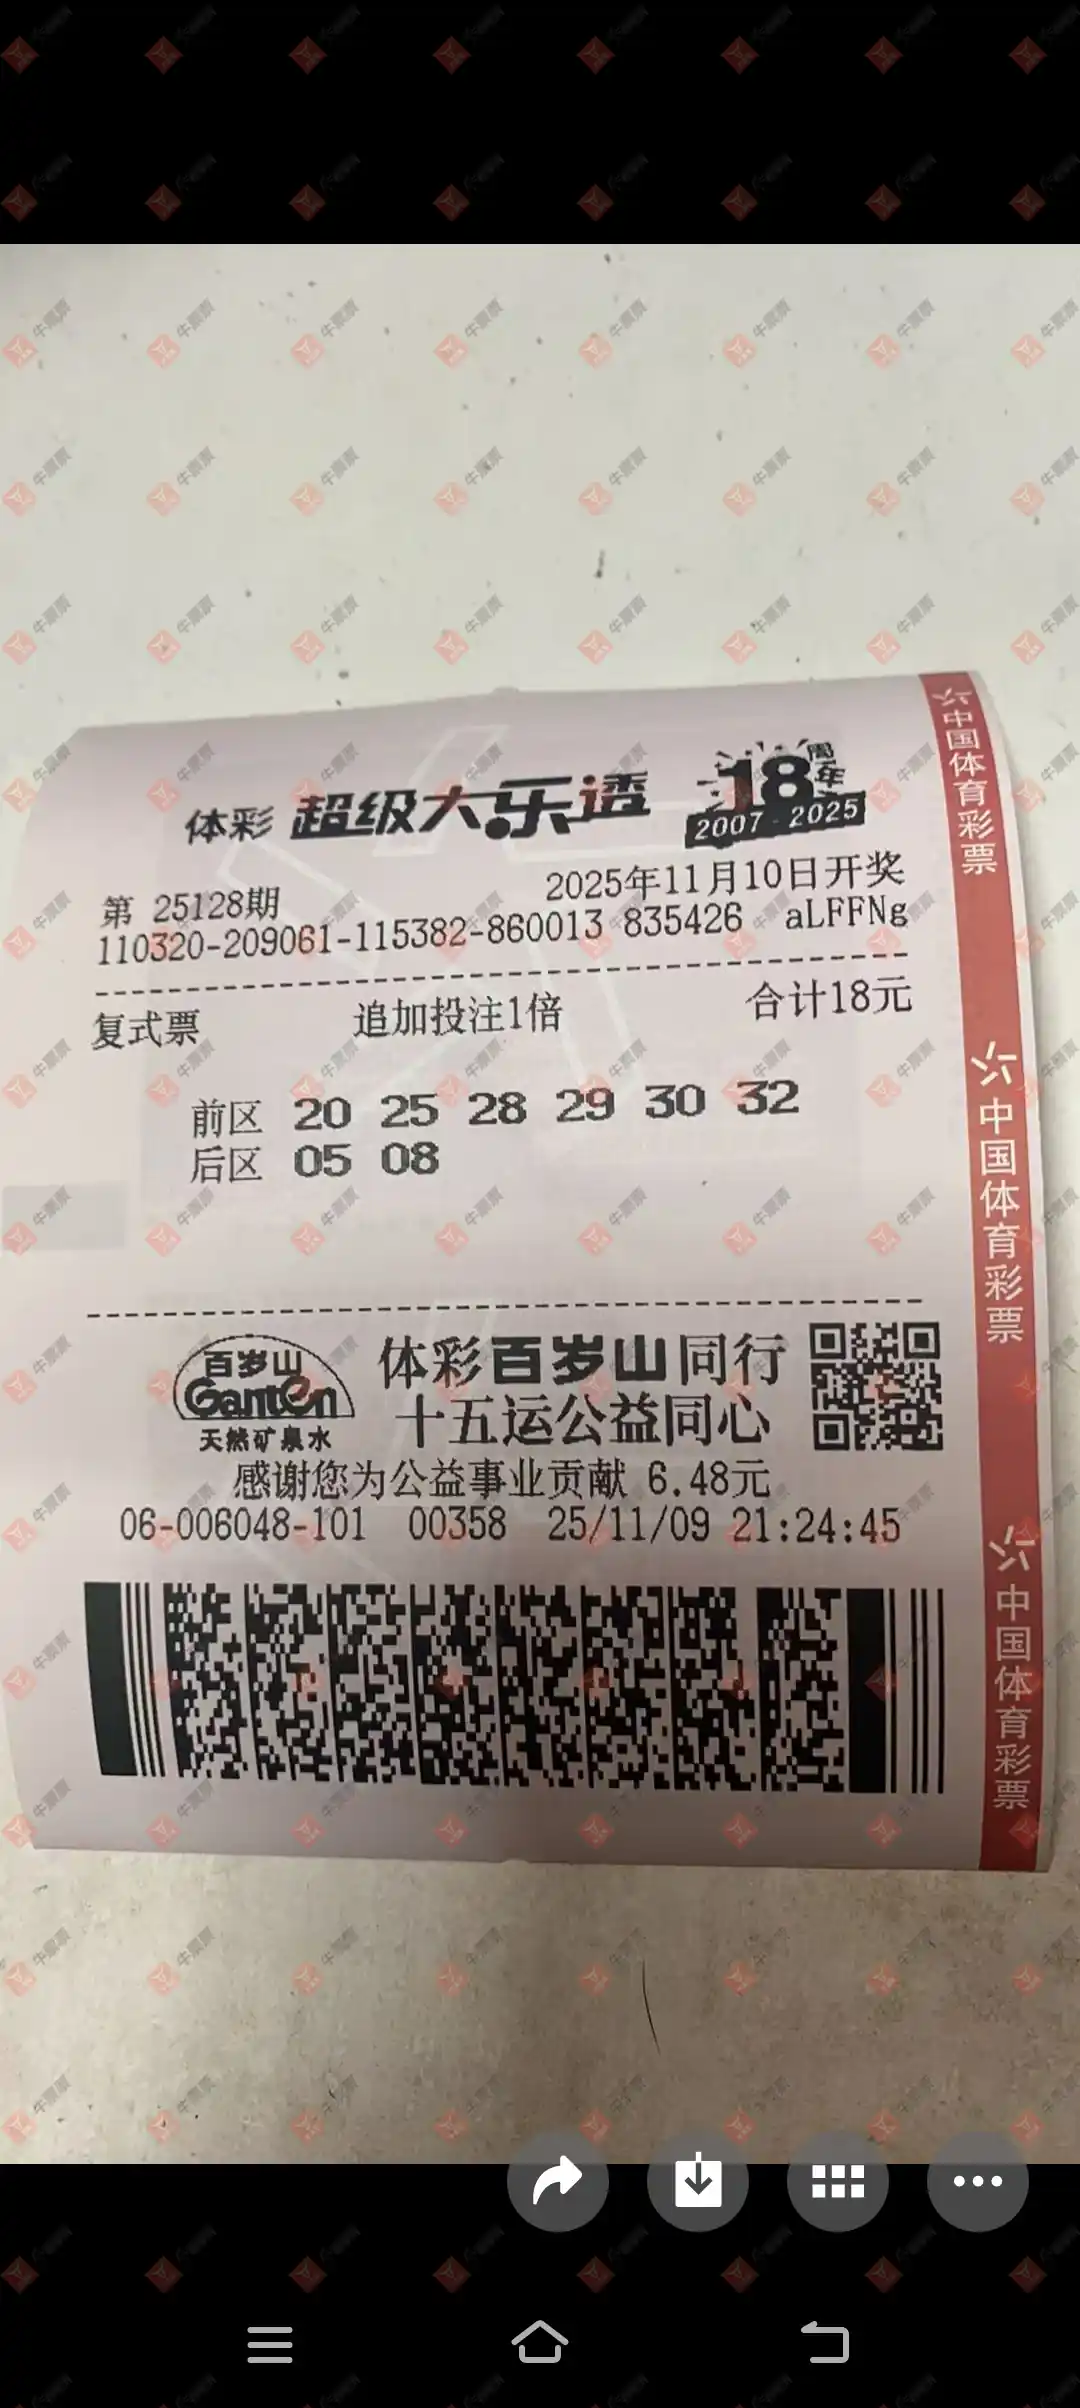 体彩 超级大乐透 18周年 2007-2025
第 25128期 2025年11月10日开奖
110320-209061-115382-860013 835426 aLFFNg
复式票 追加投注1倍 合计18元
前区 20 25 28 29 30 32
后区 05 08
百岁山
Ganten
天然矿泉水
体彩百岁山同行
十五运公益同心
感谢您为公益事业贡献 6.48元
06-006048-101 00358 25/11/09 21:24:45
中国体育彩票
中国体育彩票
中国体育彩票
牛票票